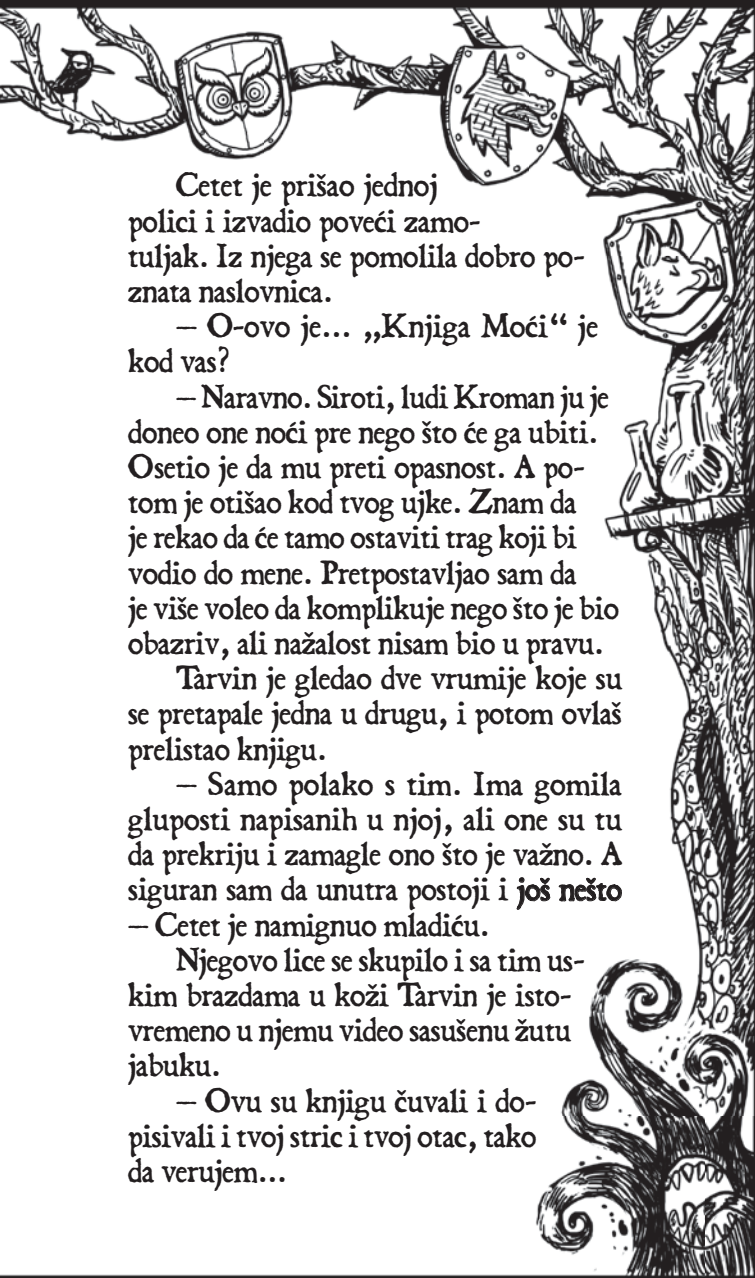 Cetet je prišao jednoj
polici i izvadio poveći zamo-
tuljak. Iz njega se pomolila dobro po-
znata naslovnica.
— O-ovo je... „Knjiga Moći“ je
kod vas?
— Naravno. Siroti, ludi Kroman ju je
doneo one noći pre nego što će ga ubiti.
Osetio je da mu preti opasnost. A po-
tom je otišao kod tvog ujke. Znam da
je rekao da će tamo ostaviti trag koji bi
vodio do mene. Pretpostavljao sam da
je više voleo da komplikuje nego što je bio
obazriv, ali nažalost nisam bio u pravu.
Tarvin je gledao dve vrumije koje su
se pretapale jedna u drugu, i potom ovlaš
prelistao knjigu.
— Samo polako s tim. Ima gomila
gluposti napisanih u njoj, ali one su tu
da prekriju i zamagle ono što je važno. A
siguran sam da unutra postoji i još nešto
— Cetet je namignuo mladiću.
Njegovo lice se skupilo i sa tim us-
kim brazdama u koži Tarvin je isto-
vremeno u njemu video sasušenu žutu
jabuku.
— Ovu su knjigu čuvali i do-
pisivali i tvoj stric i tvoj otac, tako
da verujem...